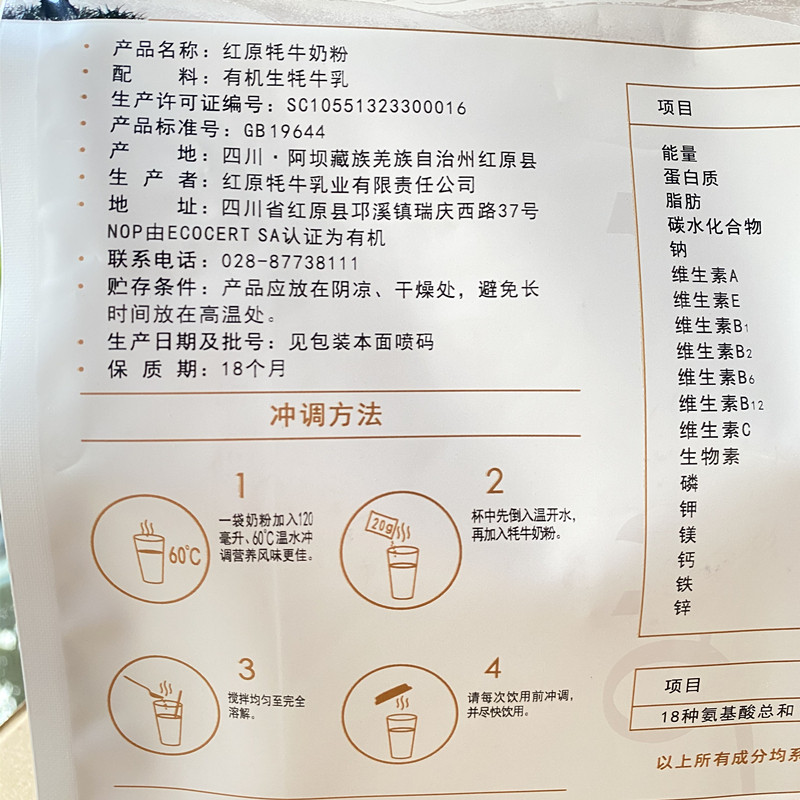 产品名称：红原牦牛奶粉
配 料：有机生牦牛乳
生产许可证编号：SC10551323300016
产品标准号：GB19644
产 地：四川·阿坝藏族羌族自治州红原县
生 产 者：红原牦牛乳业有限责任公司
地 址：四川省红原县邛溪镇瑞庆西路37号
NOP由ECOCERT SA认证为有机
联系电话：028-87738111
贮存条件：产品应放在阴凉、干燥处，避免长
时间放在高温处。
生产日期及批号：见包装本面喷码
保 质 期：18个月
冲调方法
1
一袋奶粉加入120
毫升、60℃温水冲
调营养风味更佳。
60℃
2
杯中先倒入温开水，
再加入牦牛奶粉。
20g
3
搅拌均匀至完全
溶解。
4
请每次饮用前冲调，
并尽快饮用。
项目
能量
蛋白质
脂肪
碳水化合物
钠
维生素A
维生素E
维生素B1
维生素B2
维生素B6
维生素B12
维生素C
生物素
磷
钾
镁
钙
铁
锌
项目
18种氨基酸总和
以上所有成分均系